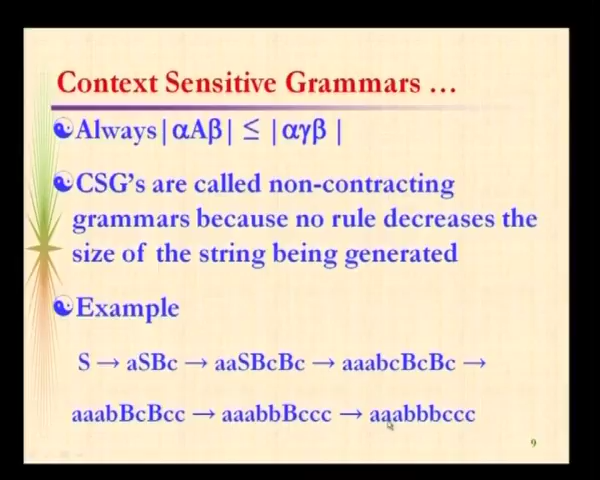 Context Sensitive Grammars ...
Always|αAβ| ≤ |αγβ |
CSG's are called non-contracting
grammars because no rule decreases the
size of the string being generated
Example
S → aSBc → aaSBcBc → aaabcBcBc →
aaabBcBcc → aaabbBccc → aaabbbccc
9